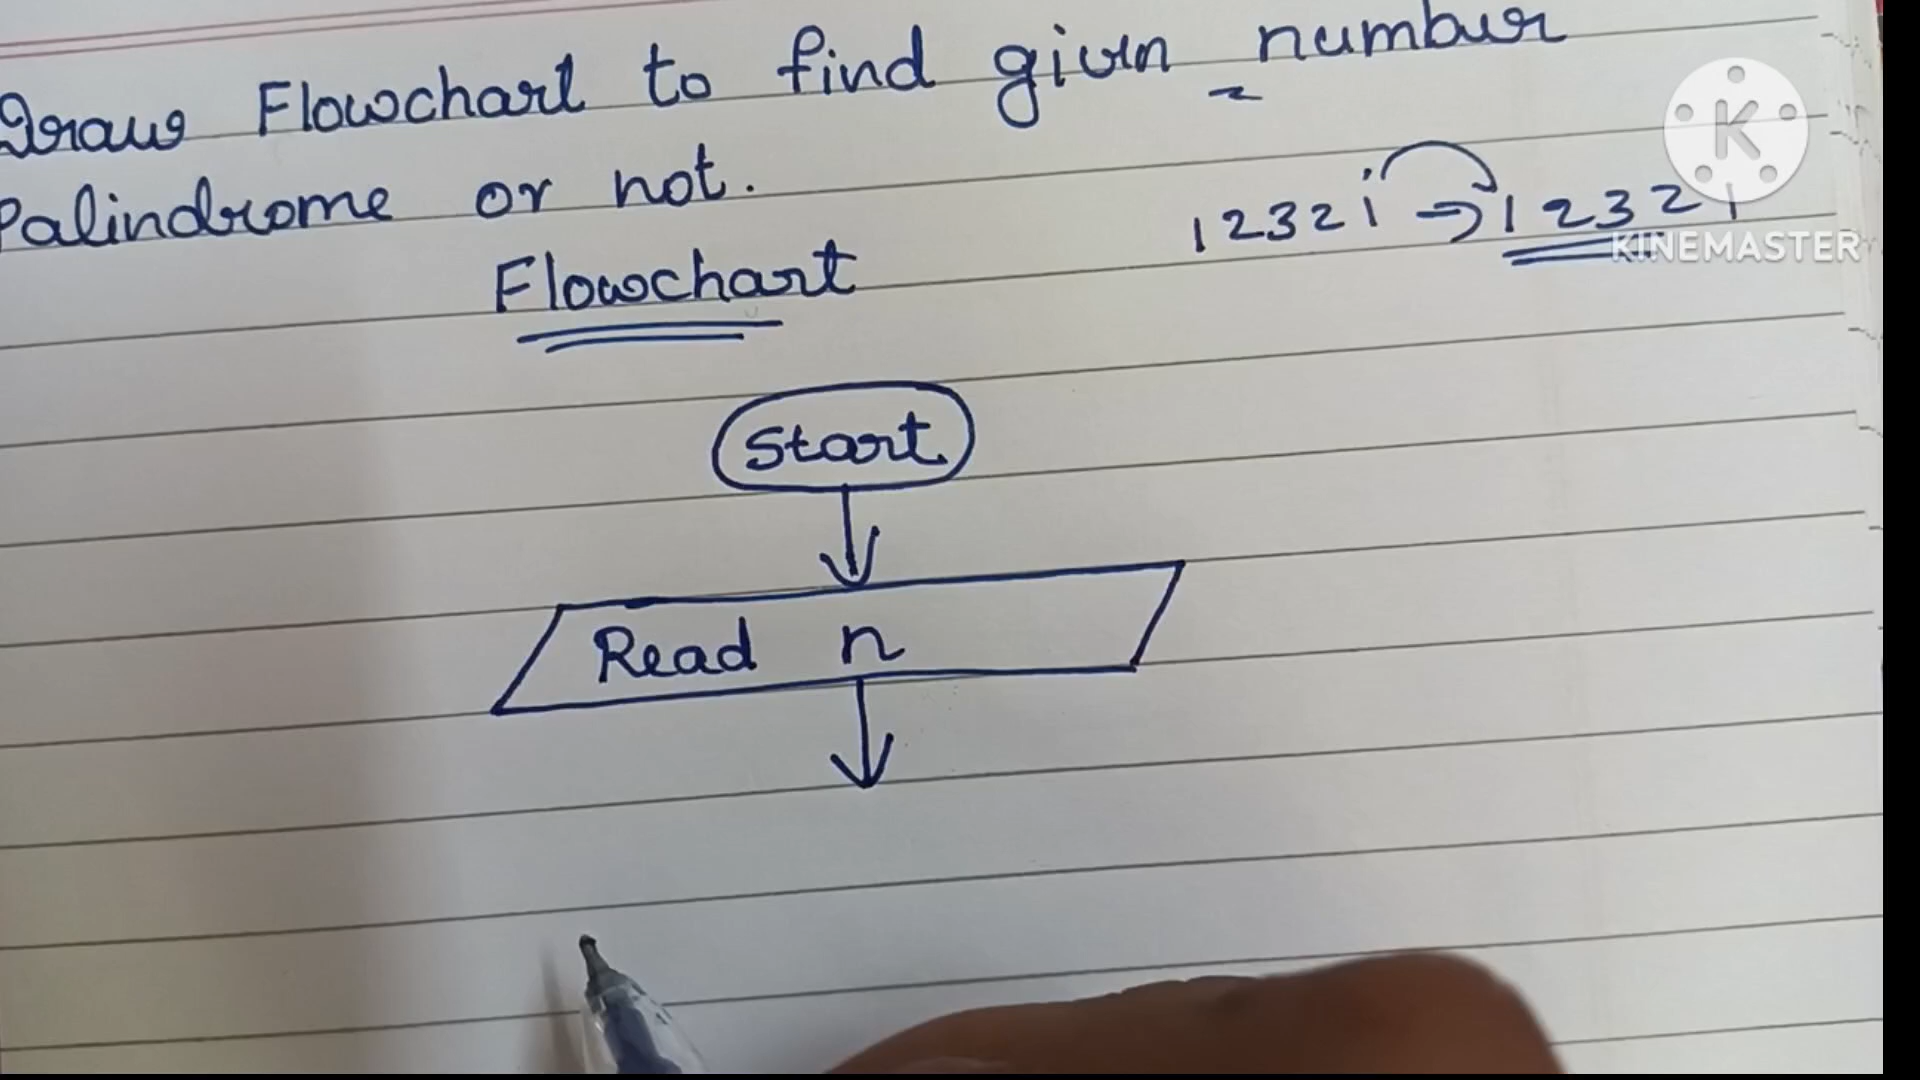 Draw Flowchart to find given number
Palindrome or not.
12321 ⇒ 12321
Flowchart
Start
Read n
K
KINEMASTER